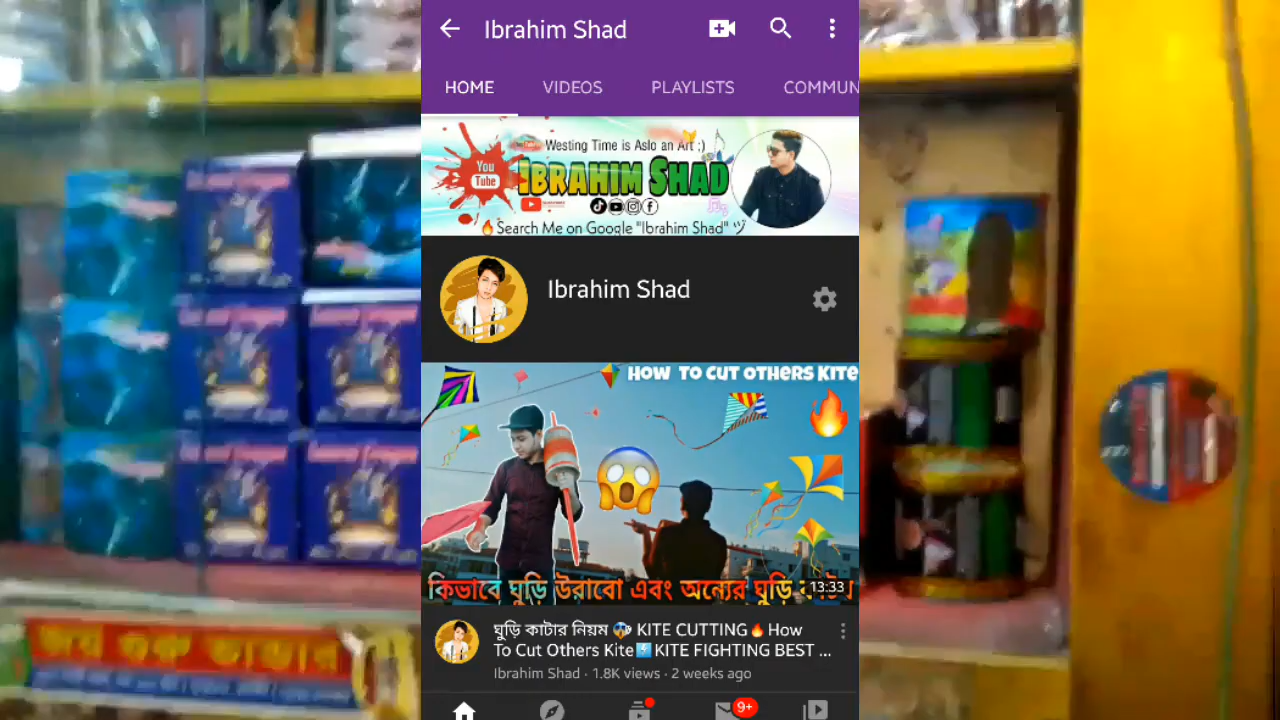 Ibrahim Shad
HOME VIDEOS PLAYLISTS COMMUN
Westing Time is Aslo an Art :)
You
Tube
IBRAHIM SHAD
🔥Search Me on Google "Ibrahim Shad" ツ
Ibrahim Shad
HOW TO CUT OTHERS KITE
কিভাবে ঘুড়ি উরাবো এবং অন্যের ঘুড়ি
13:33
ঘুড়ি কাটার নিয়ম 😱 KITE CUTTING🔥How
To Cut Others Kite⚡KITE FIGHTING BEST ...
Ibrahim Shad · 1.8K views · 2 weeks ago
9+
জয় গুরু ভান্ডার